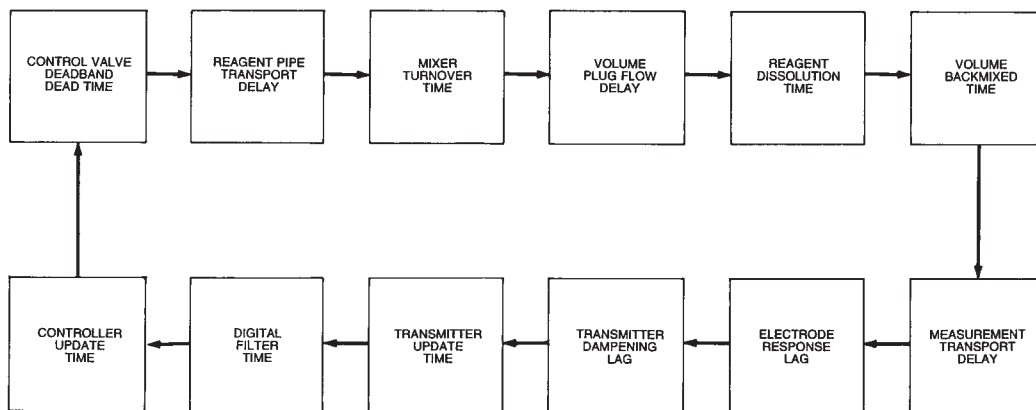 CONTROL VALVE
DEADBAND
DEAD TIME
REAGENT PIPE
TRANSPORT
DELAY
MIXER
TURNOVER
TIME
VOLUME
PLUG FLOW
DELAY
REAGENT
DISSOLUTION
TIME
VOLUME
BACKMIXED
TIME
CONTROLLER
UPDATE
TIME
DIGITAL
FILTER
TIME
TRANSMITTER
UPDATE
TIME
TRANSMITTER
DAMPENING
LAG
ELECTRODE
RESPONSE
LAG
MEASUREMENT
TRANSPORT
DELAY